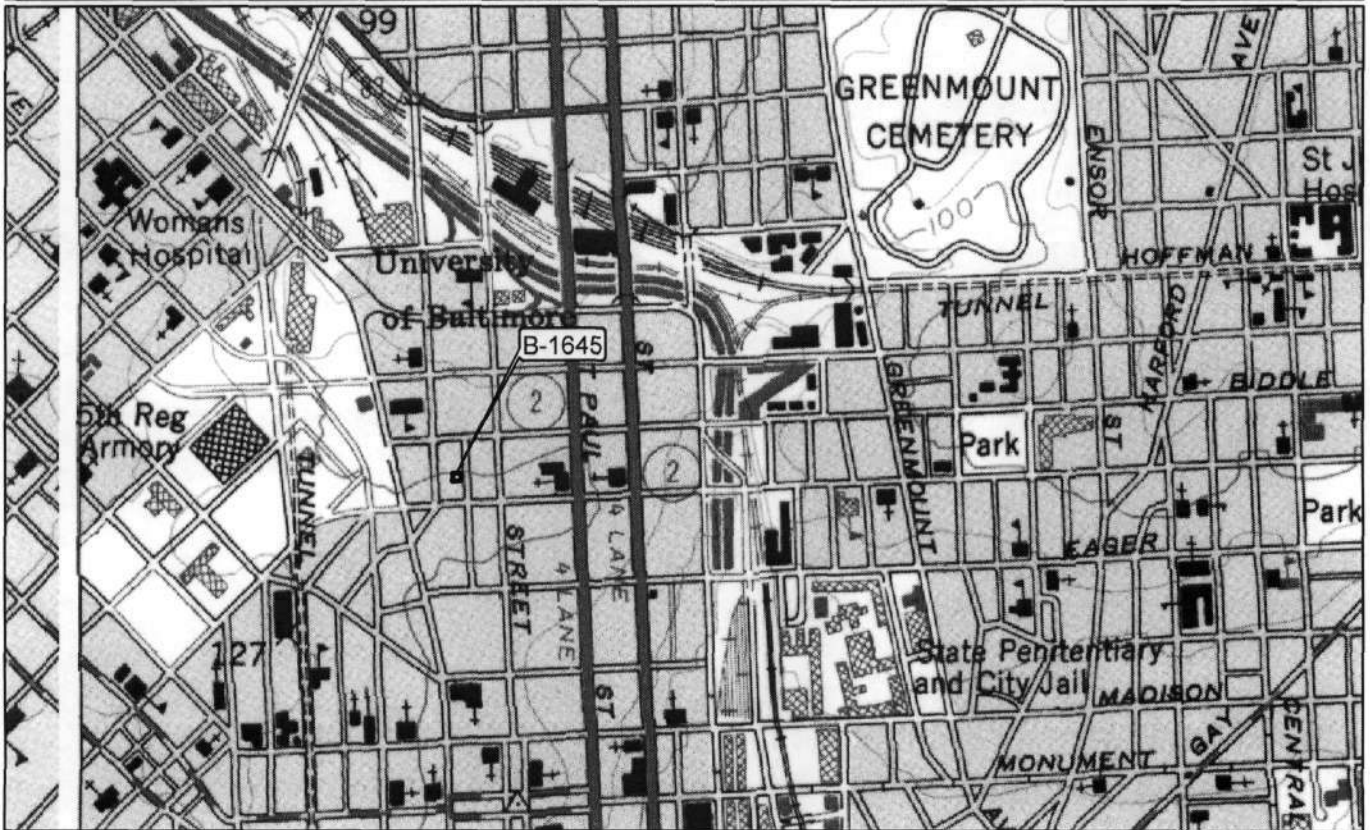 99
GREENMOUNT
CEMETERY
AVE
ENSOR
St J
Hos
100
Womans
Hospital
University
of Baltimore
HOFFMAN
TUNNEL
HARFORD
B-1645
ST
2
PAUL
GREENMOUNT
BIDDLE
5th Reg
Armory
TUNNEL
Park
ST
2
Park
STREET
4 LANE
4 LANE
EAGER
127
State Penitentiary
and City Jail
MADISON
ST
GAY
CENTRAL
MONUMENT